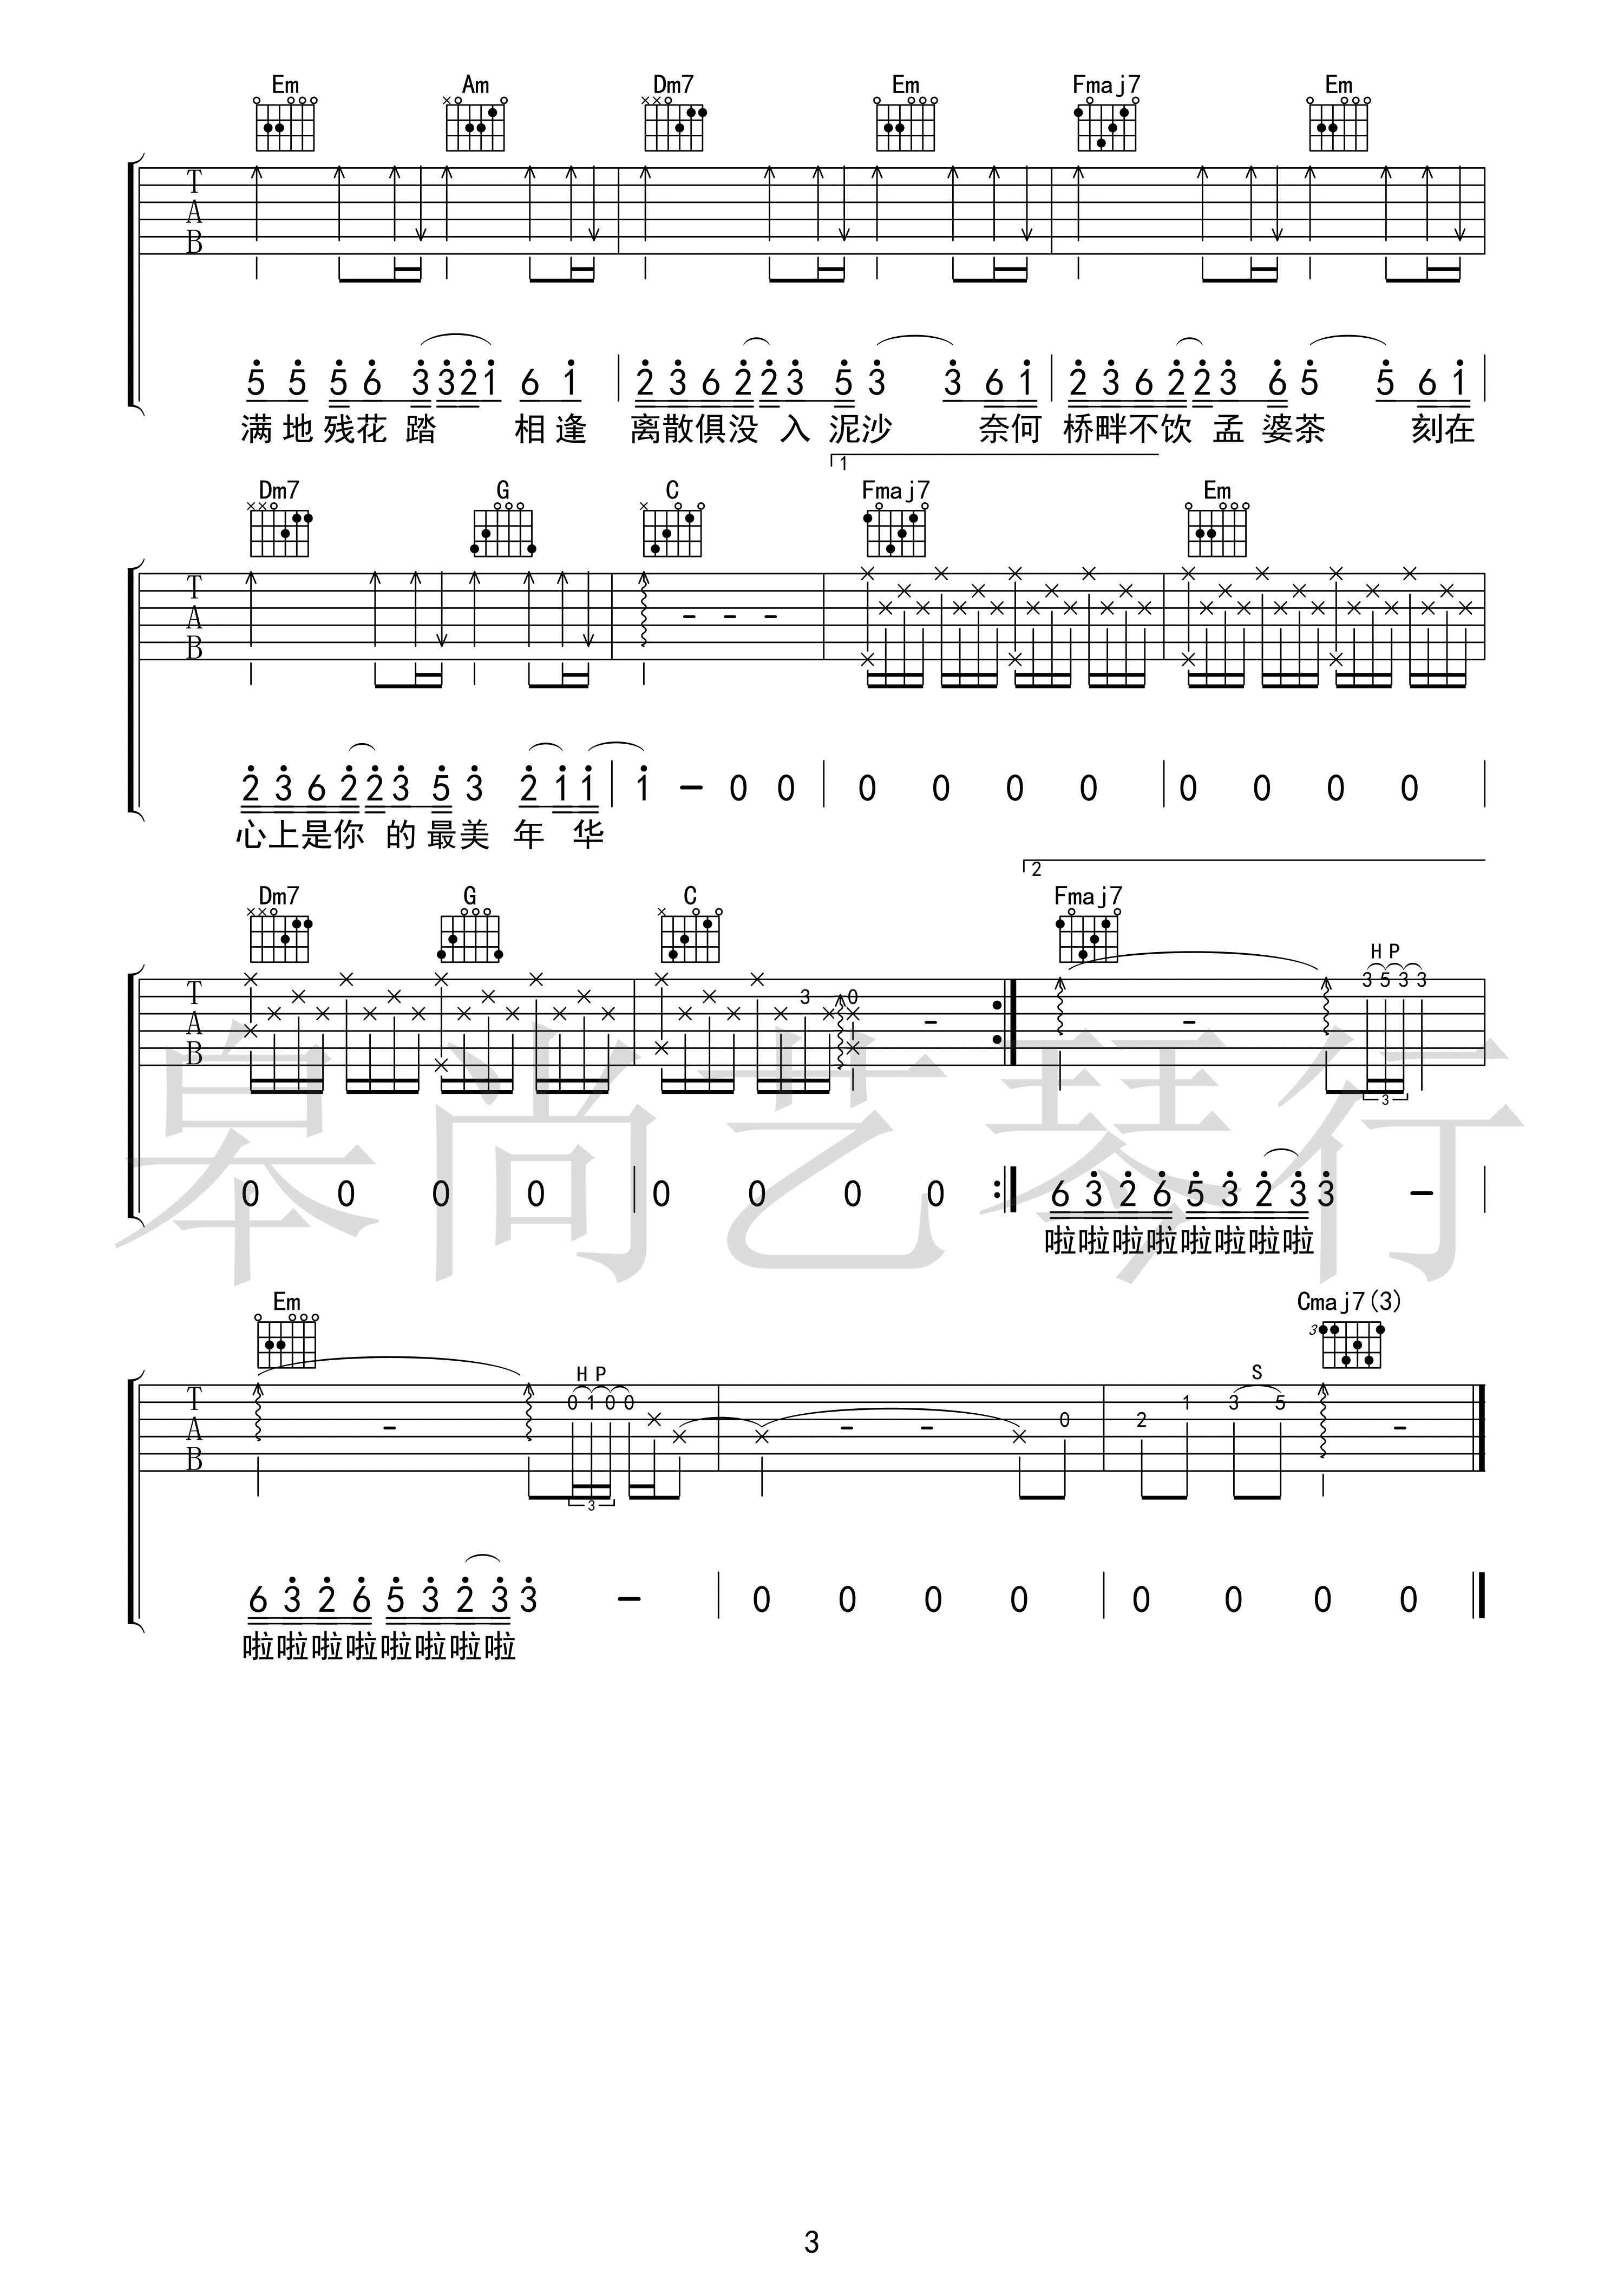 Em Am Dm7 Em Fmaj7 Em
T
A
B
5 5 5 6 3 3 2 1 6 1 2 3 6 2 2 3 5 3 3 6 1 2 3 6 2 2 3 6 5 5 6 1
满地残花踏 相逢 离散俱没入泥沙 奈何 桥畔不饮孟婆茶 刻在
1
Dm7 G C Fmaj7 Em
T
A
B
2 3 6 2 2 3 5 3 2 1 1 1 - 0 0 0 0 0 0 0 0 0 0
心上是你的最美年华
2
Dm7 G C Fmaj7
H P
3 5 3 3
T
A
B
3 0
3
0 0 0 0 0 0 0 0 6 3 2 6 5 3 2 3 3 -
啦啦啦啦啦啦啦啦
皋尚艺琴行
Em Cmaj7(3)
3
H P S
T
A
B
0 1 0 0 0 2 1 3 5
3
6 3 2 6 5 3 2 3 3 - 0 0 0 0 0 0 0 0
啦啦啦啦啦啦啦啦
3